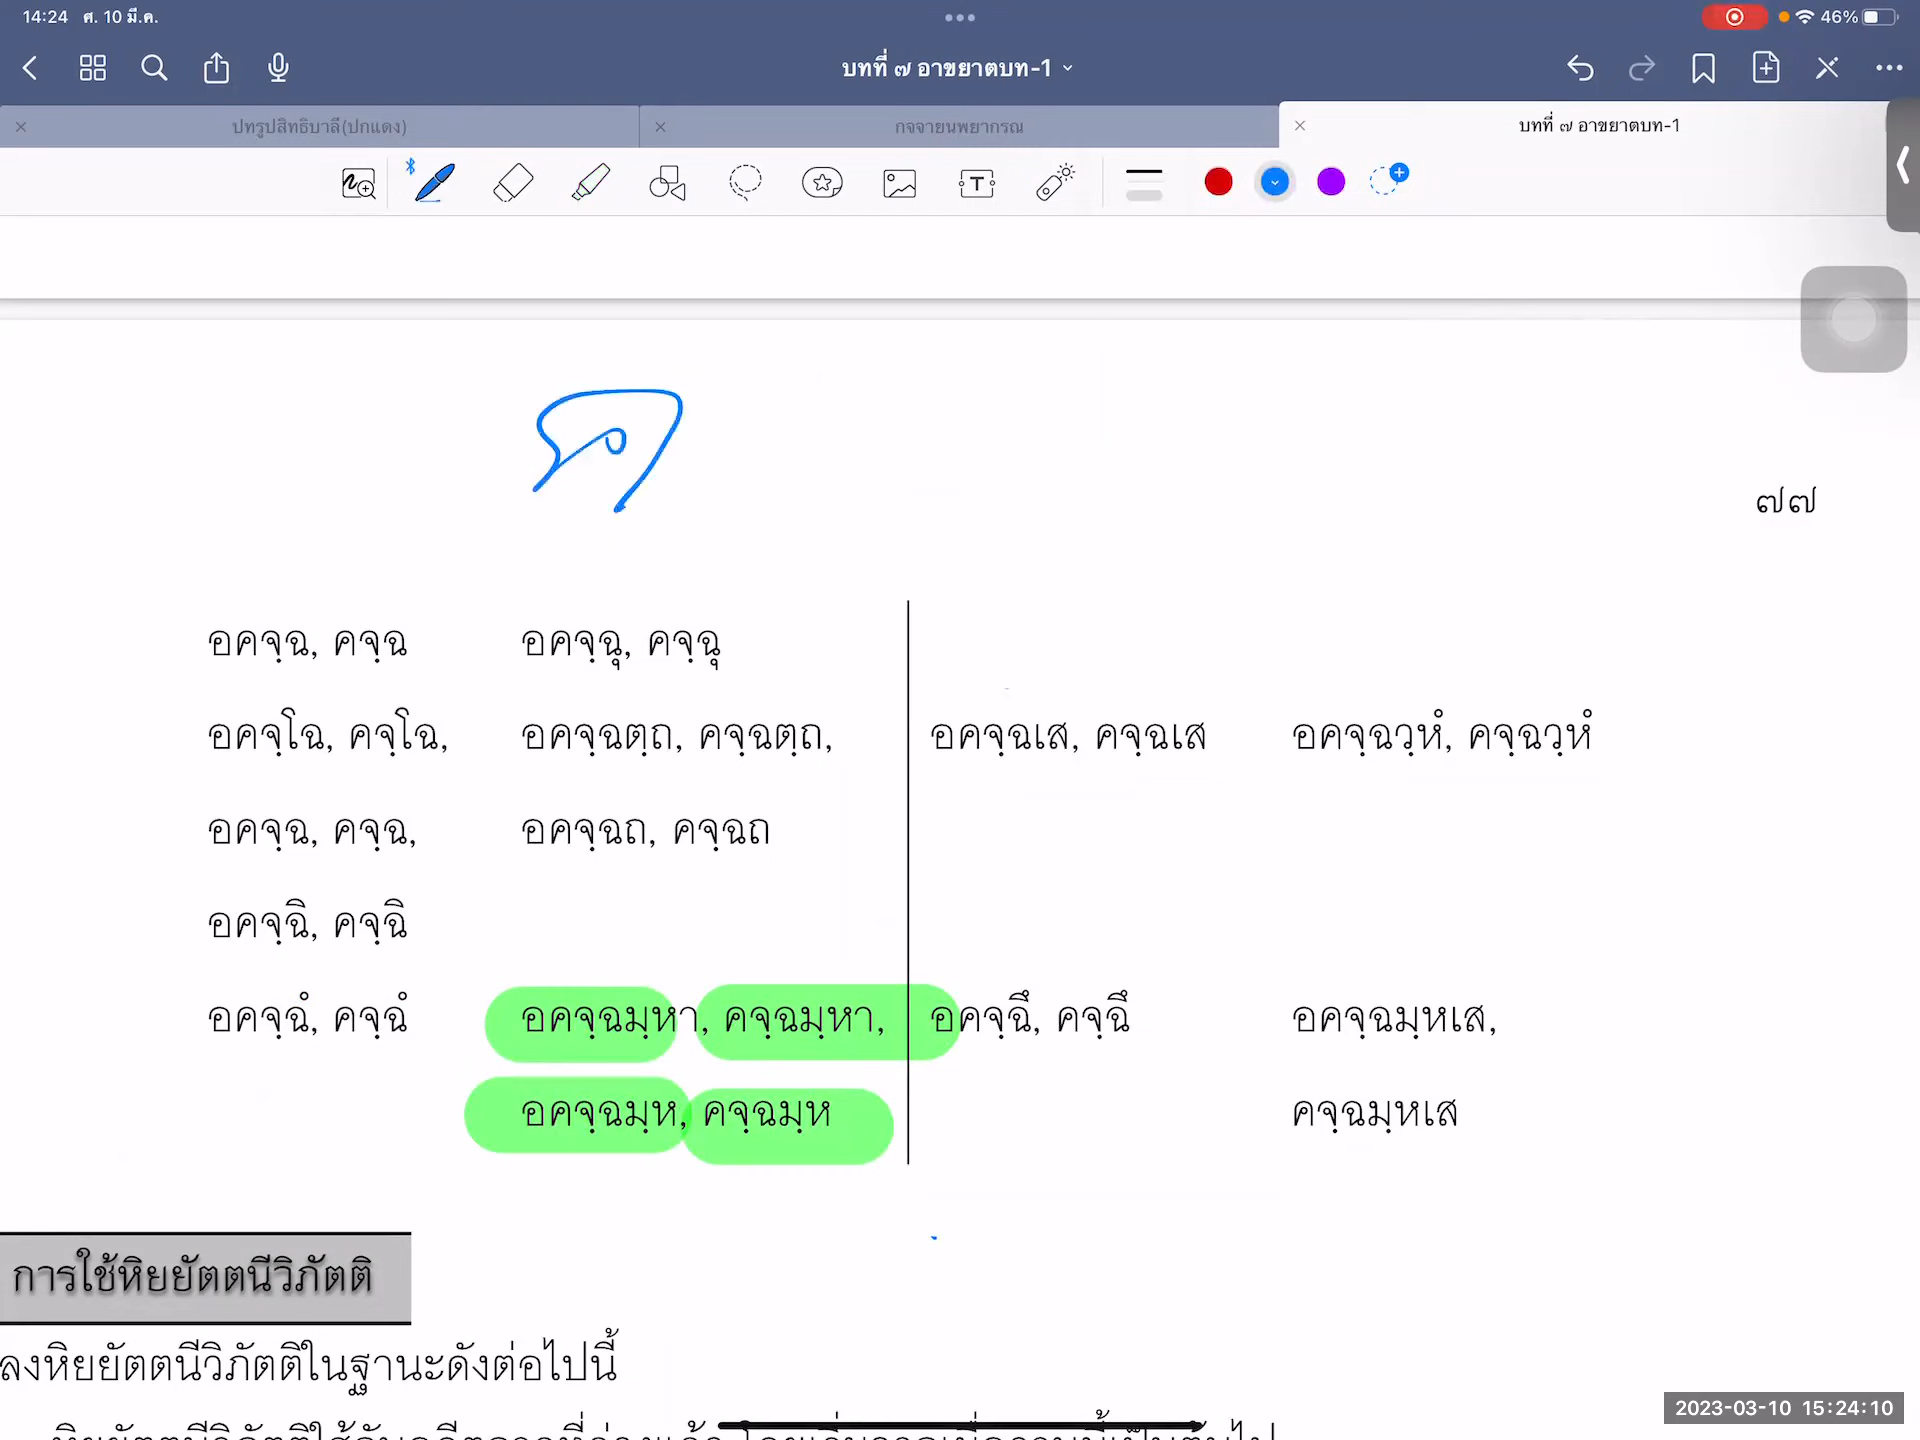 14:24 ศ. 10 มี.ค.
46%
บทที่ ๗ อาขยาตบท-1
ปทรูปสิทธิบาลี(ปกแดง)
กจจายนพยากรณ
บทที่ ๗ อาขยาตบท-1
๗๗
อคจฺฉ, คจฺฉ อคจฺฉุ, คจฺฉุ
อคจฺโฉ, คจฺโฉ, อคจฺฉตฺถ, คจฺฉตฺถ, อคจฺฉเส, คจฺฉเส อคจฺฉวฺหํ, คจฺฉวฺหํ
อคจฺฉ, คจฺฉ, อคจฺฉถ, คจฺฉถ
อคจฺฉิ, คจฺฉิ
อคจฺฉํ, คจฺฉํ อคจฺฉมฺหา, คจฺฉมฺหา, อคจฺฉึ, คจฺฉึ อคจฺฉมฺหเส,
อคจฺฉมฺห, คจฺฉมฺห คจฺฉมฺหเส
การใช้หิยยัตตนีวิภัตติ
ลงหิยยัตตนีวิภัตติในฐานะดังต่อไปนี้
2023-03-10 15:24:10